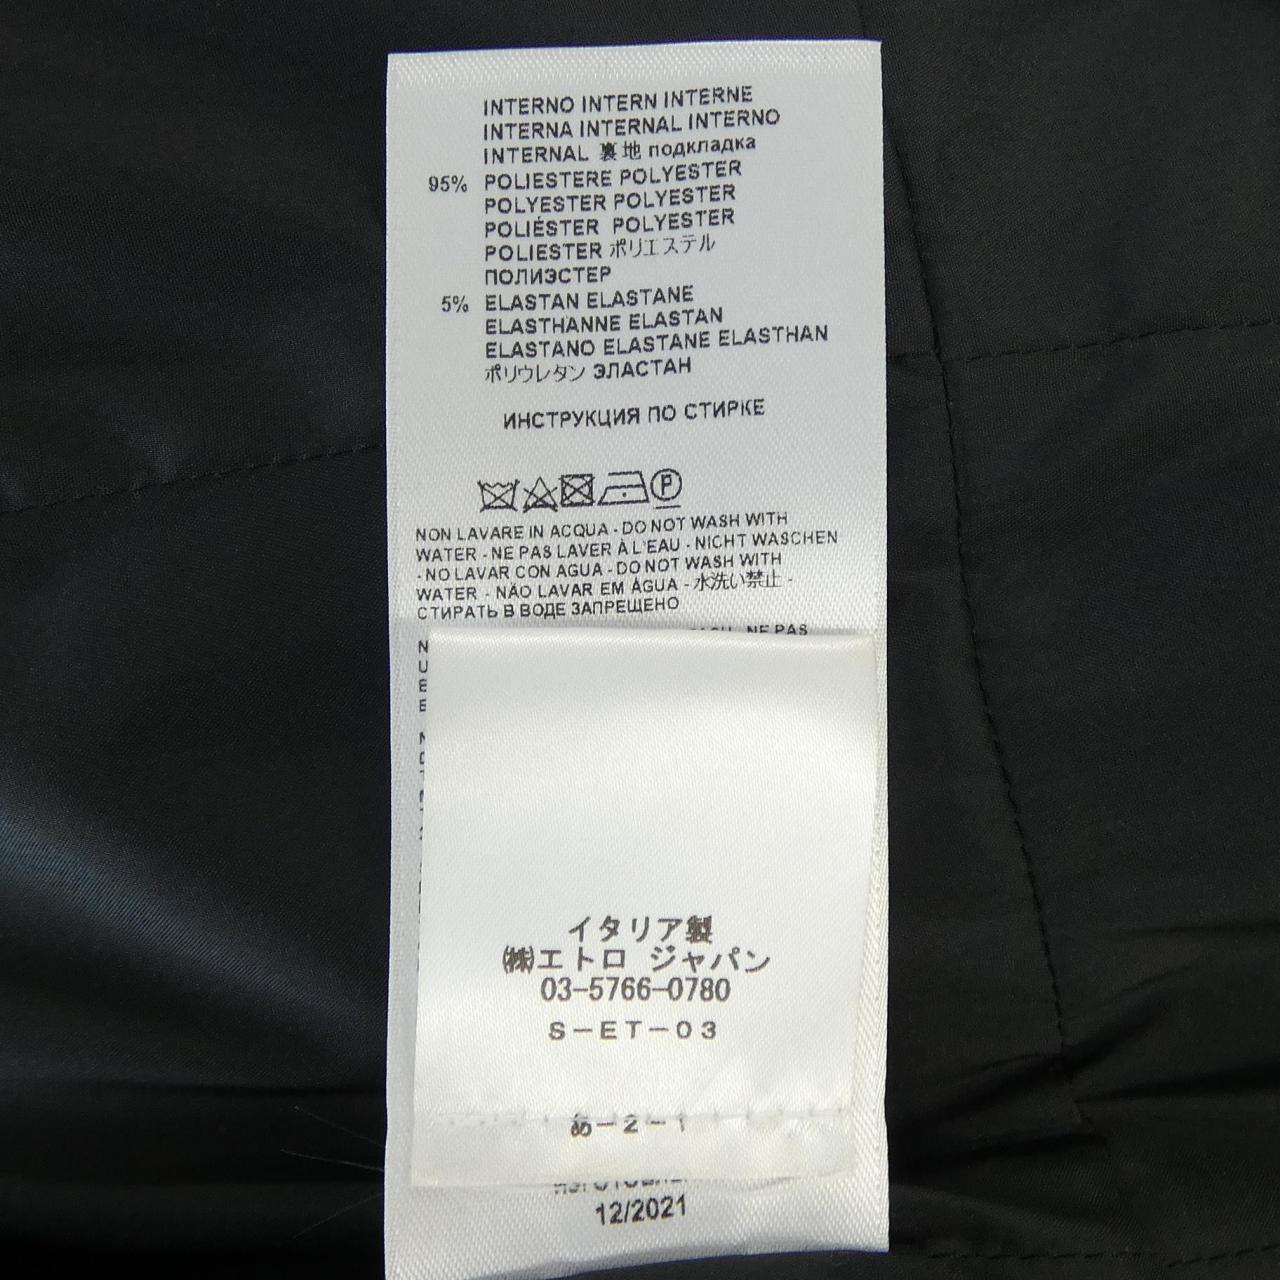 INTERNO INTERN INTERNE
INTERNA INTERNAL INTERNO
INTERNAL 裏地 подкладка
95% POLIESTERE POLYESTER
POLYESTER POLYESTER
POLIÉSTER POLYESTER
POLIESTER ポリエステル
ПОЛИЭСТЕР
5% ELASTAN ELASTANE
ELASTHANNE ELASTAN
ELASTANO ELASTANE ELASTHAN
ポリウレタン ЭЛАСТАН
ИНСТРУКЦИЯ ПО СТИРКЕ
P
NON LAVARE IN ACQUA - DO NOT WASH WITH
WATER - NE PAS LAVER À L'EAU - NICHT WASCHEN
- NO LAVAR CON AGUA - DO NOT WASH WITH
WATER - NÃO LAVAR EM ÁGUA - 水洗い禁止 -
СТИРАТЬ В ВОДЕ ЗАПРЕЩЕНО
NE PAS
イタリア製
㈱エトロ ジャパン
03-5766-0780
S-ET-03
め-2-1
12/2021